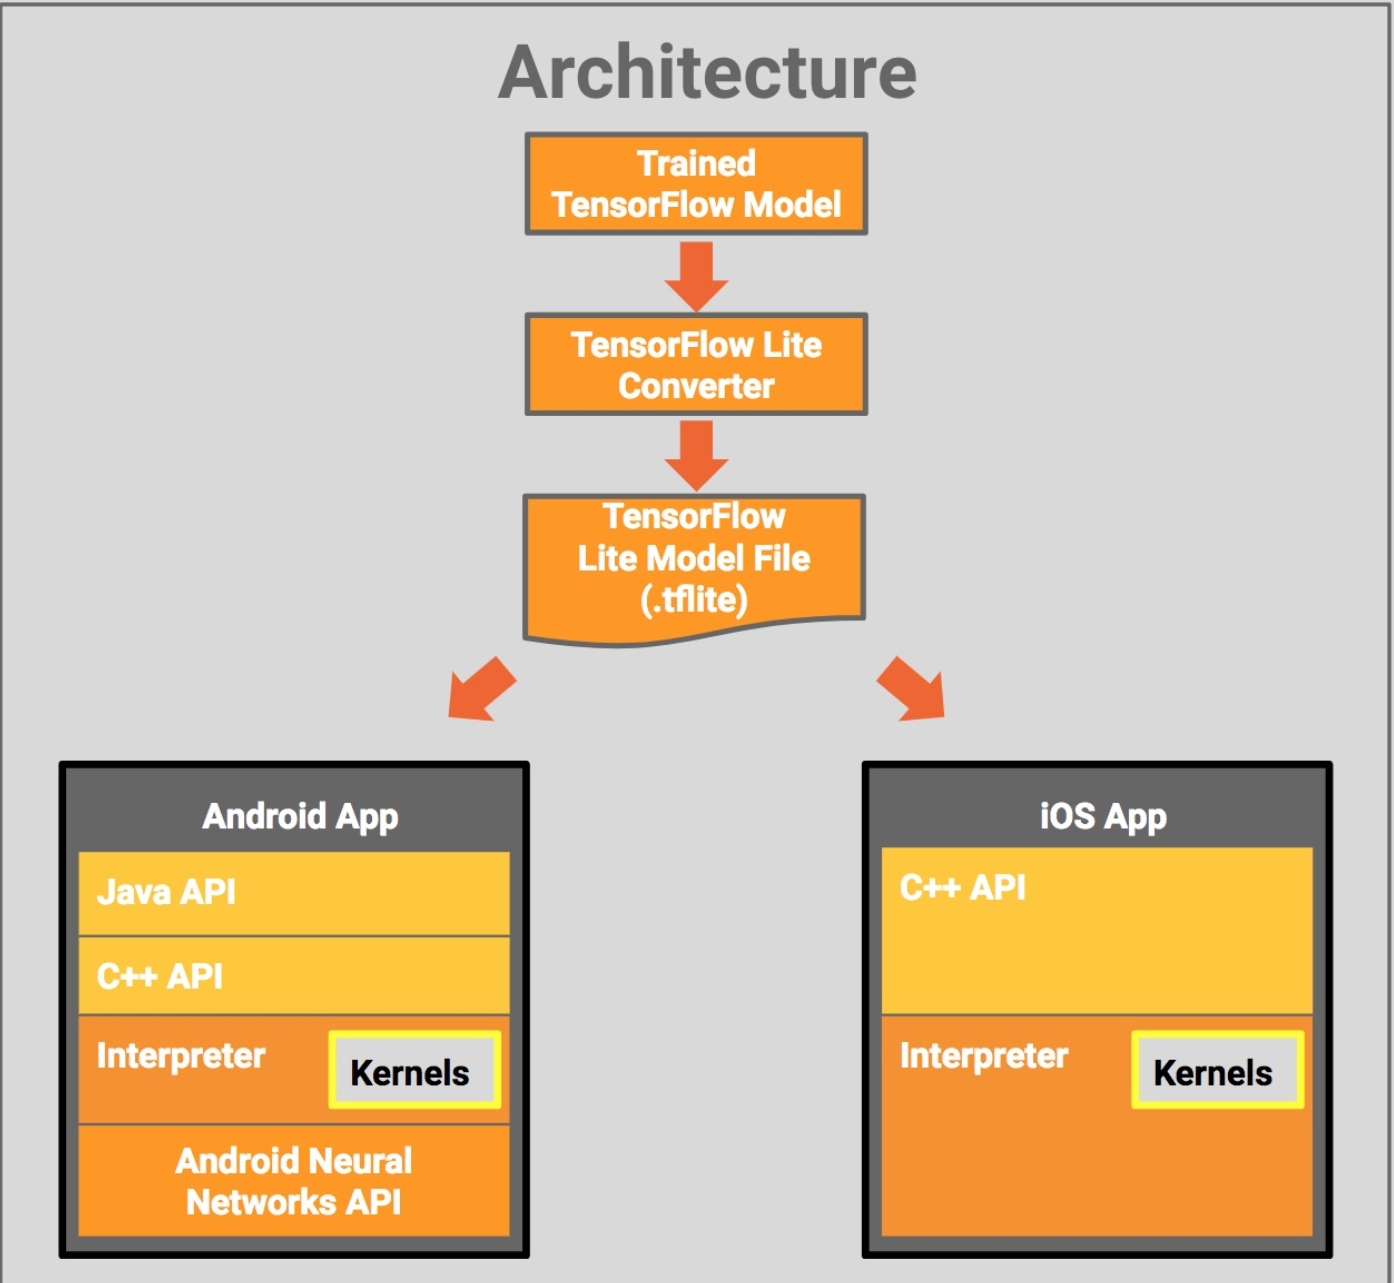 Architecture
Trained
TensorFlow Model
TensorFlow Lite
Converter
TensorFlow
Lite Model File
(.tflite)
Android App
Java API
C++ API
Interpreter
Kernels
Android Neural
Networks API
iOS App
C++ API
Interpreter
Kernels